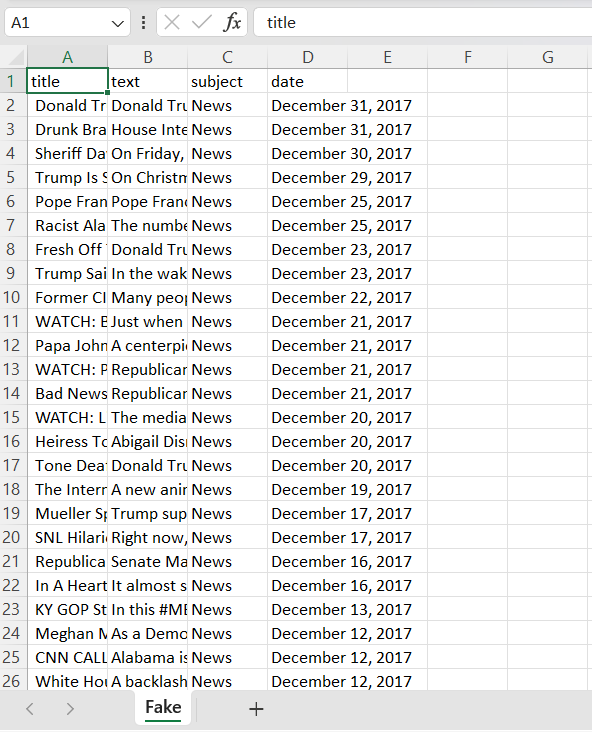 A1 fx title
A B C D E F G
1 title text subject date
2 Donald Tr Donald Tru News December 31, 2017
3 Drunk Bra House Inte News December 31, 2017
4 Sheriff Da On Friday, News December 30, 2017
5 Trump Is S On Christm News December 29, 2017
6 Pope Fran Pope Franc News December 25, 2017
7 Racist Ala The numbe News December 25, 2017
8 Fresh Off Donald Tru News December 23, 2017
9 Trump Sai In the wak News December 23, 2017
10 Former CI Many peop News December 22, 2017
11 WATCH: B Just when News December 21, 2017
12 Papa John A centerpi News December 21, 2017
13 WATCH: P Republican News December 21, 2017
14 Bad News Republican News December 21, 2017
15 WATCH: L The media News December 20, 2017
16 Heiress To Abigail Dis News December 20, 2017
17 Tone Deaf Donald Tru News December 20, 2017
18 The Intern A new anim News December 19, 2017
19 Mueller Sp Trump sup News December 17, 2017
20 SNL Hilari Right now, News December 17, 2017
21 Republica Senate Ma News December 16, 2017
22 In A Heart It almost s News December 16, 2017
23 KY GOP St In this #ME News December 13, 2017
24 Meghan M As a Demo News December 12, 2017
25 CNN CALL Alabama is News December 12, 2017
26 White Hou A backlash News December 12, 2017
Fake